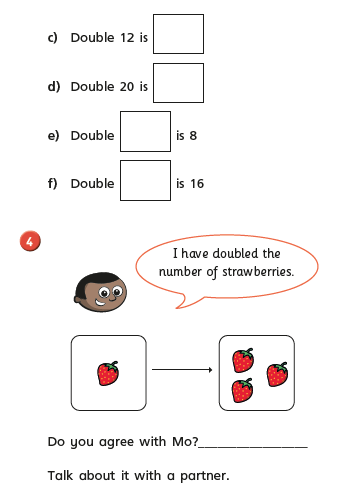 c) Double 12 is
d) Double 20 is
e) Double is 8
f) Double is 16
4
I have doubled the
number of strawberries.
Do you agree with Mo?__________________
Talk about it with a partner.